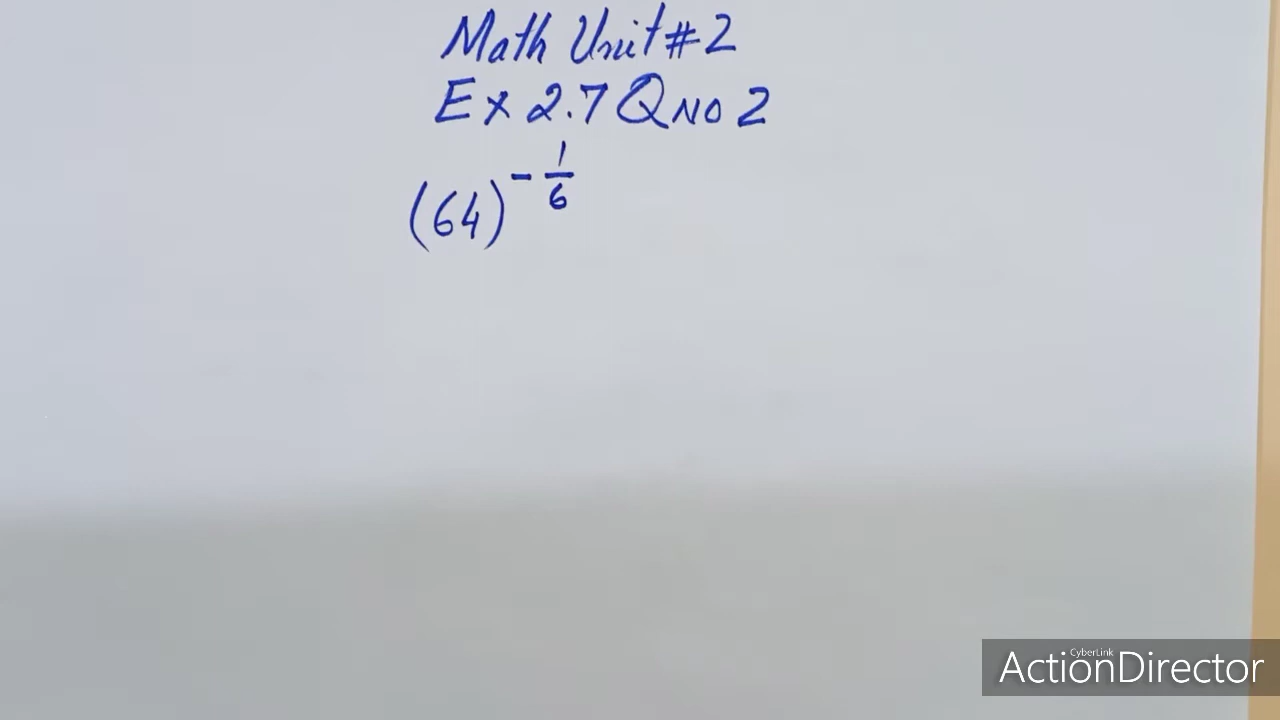 Math Unit #2
Ex 2.7 Q NO 2
(64)^{-1/6}
CyberLink
ActionDirector